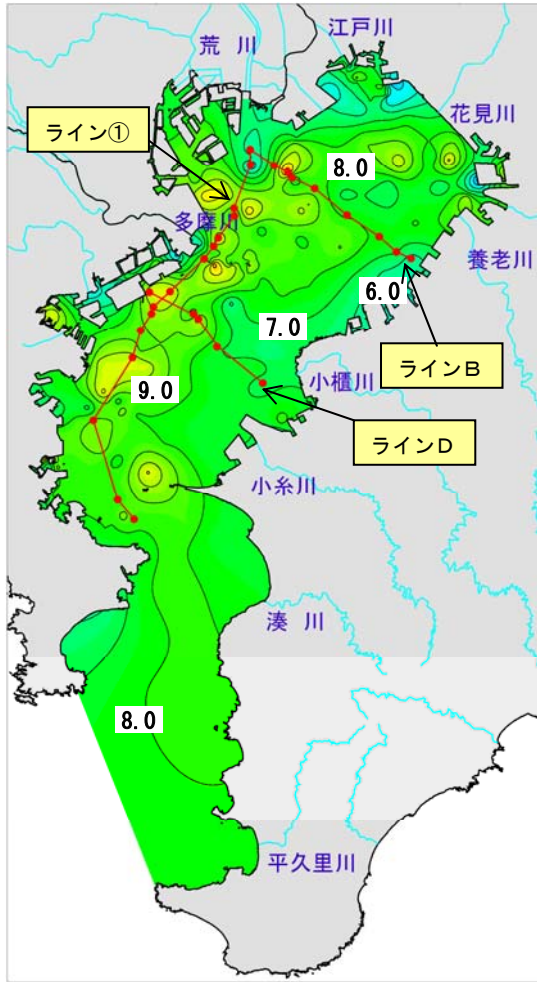 江戸川
荒 川
花見川
ライン①
8.0
多摩川
養老川
6.0
7.0
ラインB
小櫃川
9.0
ラインD
小糸川
湊 川
8.0
平久里川